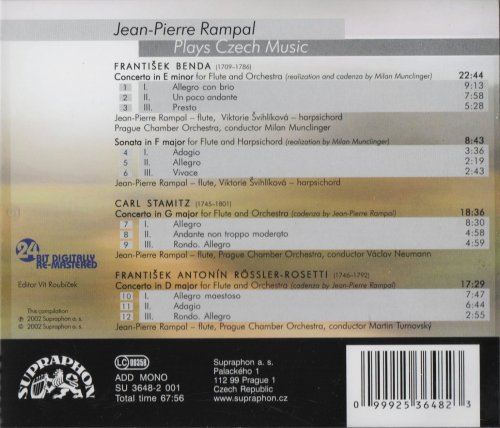 Jean-Pierre Rampal
Plays Czech Music
FRANTIŠEK BENDA (1709–1786)
Concerto in E minor for Flute and Orchestra (realization and cadenza by Milan Munclinger) 22:44
1 I. Allegro con brio 9:13
2 II. Un poco andante 7:58
3 III. Presto 5:28
Jean-Pierre Rampal – flute, Viktorie Švihlíková – harpsichord
Prague Chamber Orchestra, conductor Milan Munclinger
Sonata in F major for Flute and Harpsichord (realization by Milan Munclinger) 8:43
4 I. Adagio 3:36
5 II. Allegro 2:19
6 III. Vivace 2:43
Jean-Pierre Rampal – flute, Viktorie Švihlíková – harpsichord
CARL STAMITZ (1745–1801)
Concerto in G major for Flute and Orchestra (cadenza by Jean-Pierre Rampal) 18:36
7 I. Allegro 8:30
8 II. Andante non troppo moderato 4:58
9 III. Rondo. Allegro 4:59
Jean-Pierre Rampal – flute, Prague Chamber Orchestra, conductor Václav Neumann
FRANTIŠEK ANTONÍN RÖSSLER-ROSETTI (1746–1792)
Concerto in D major for Flute and Orchestra (cadenza by Jean-Pierre Rampal) 17:29
10 I. Allegro maestoso 7:47
11 II. Adagio 6:44
12 III. Rondo. Allegro 2:55
Jean-Pierre Rampal – flute, Prague Chamber Orchestra, conductor Martin Turnovský
24 BIT DIGITALLY
RE-MASTERED
Editor Vít Roubíček
This compilation
℗ 2002 Supraphon a. s.
© 2002 Supraphon a. s.
SUPRAPHON
LC 00358
ADD MONO
SU 3648-2 001
Total time 67:56
Supraphon a. s.
Palackého 1
112 99 Prague 1
Czech Republic
www.supraphon.cz
0 99925 36482 3